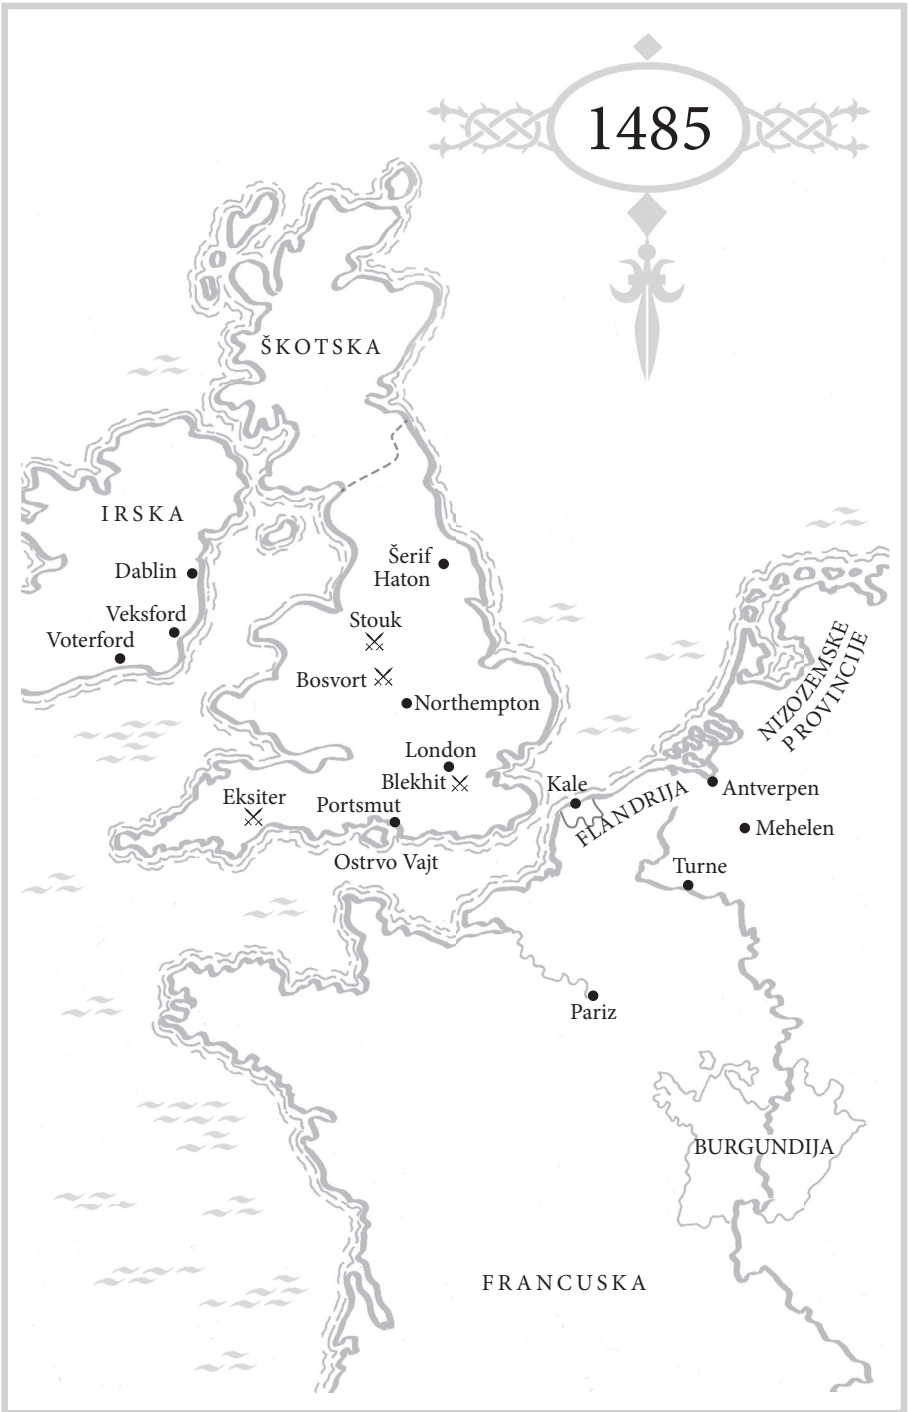 1485
ŠKOTSKA
IRSKA
Šerif
Haton
Dablin
Veksford
Stouk
Voterford
Bosvort
Northempton
NIZOZEMSKE
PROVINCIJE
London
Blekhit
Kale
Eksiter
Portsmut
FLANDRIJA
Antverpen
Mehelen
Ostrvo Vajt
Turne
Pariz
BURGUNDIJA
FRANCUSKA